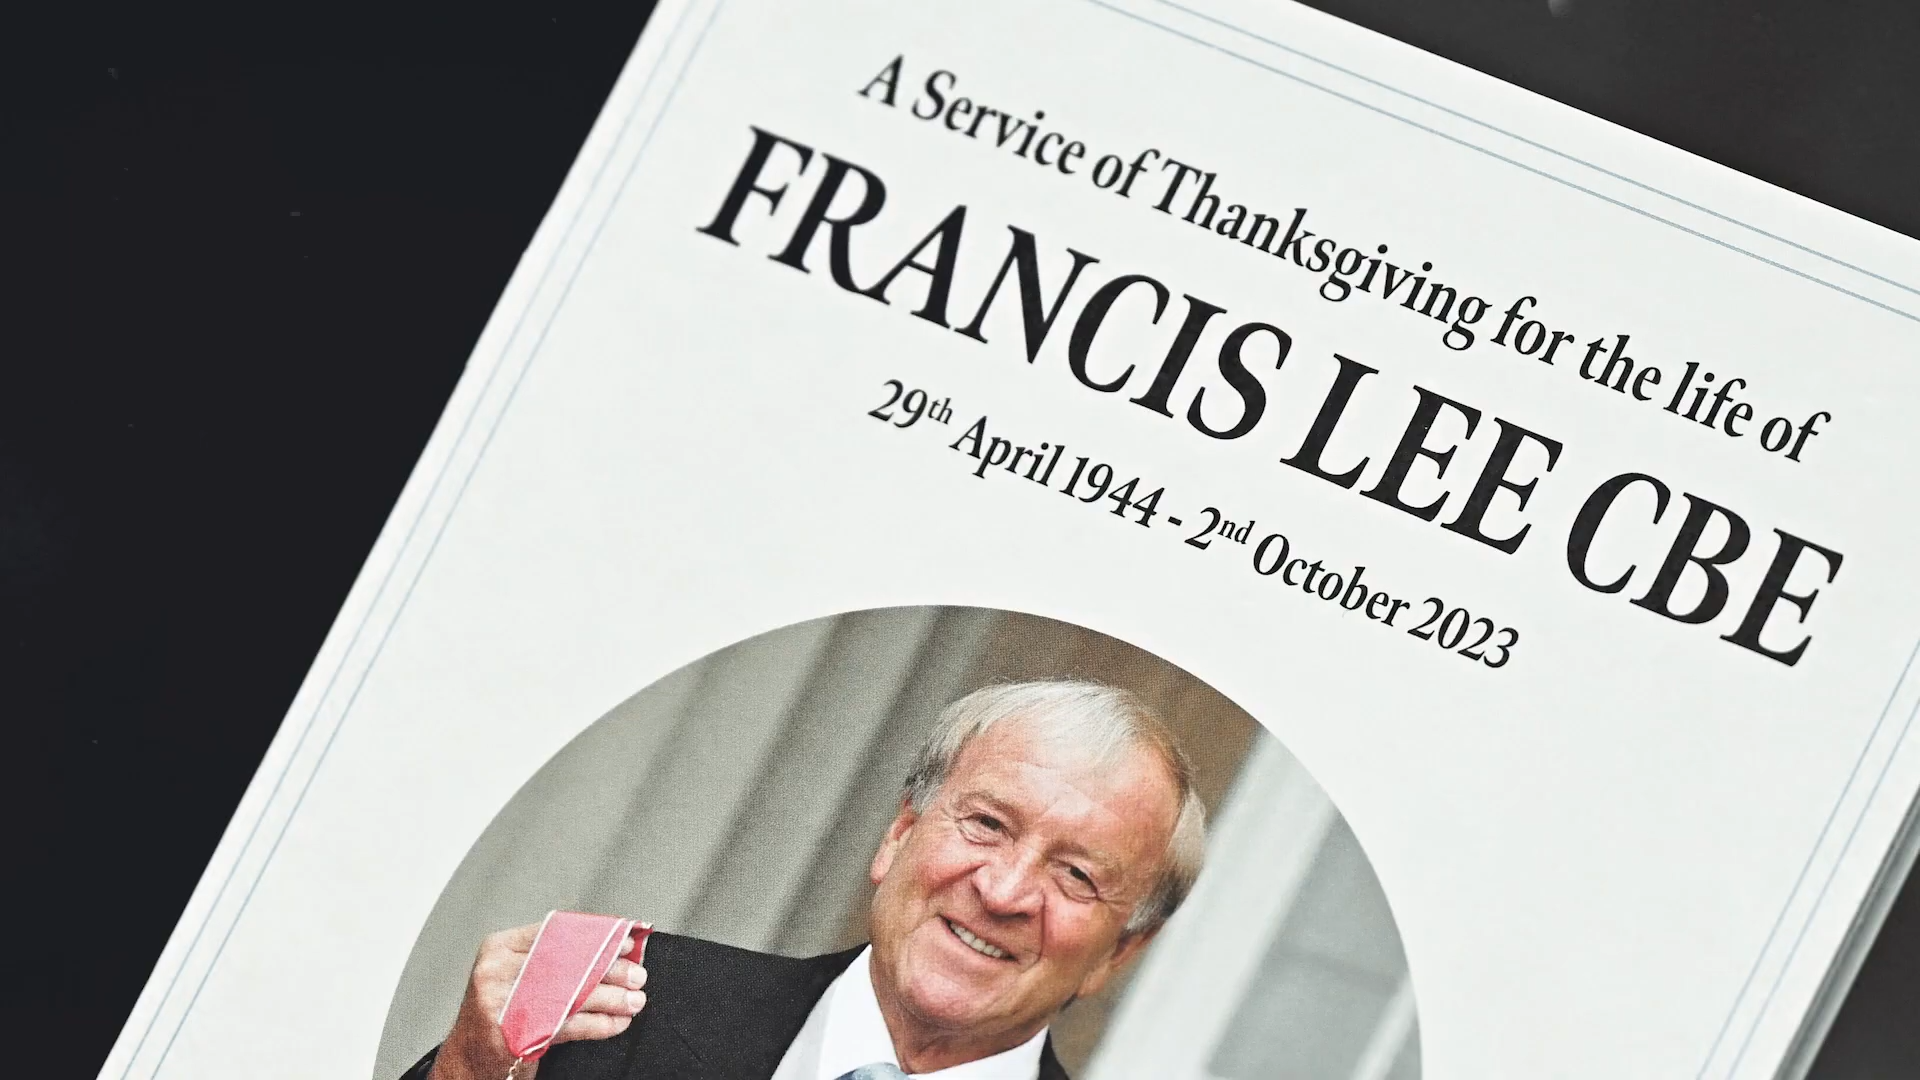 A Service of Thanksgiving for the life of
FRANCIS LEE CBE
29th April 1944 - 2nd October 2023